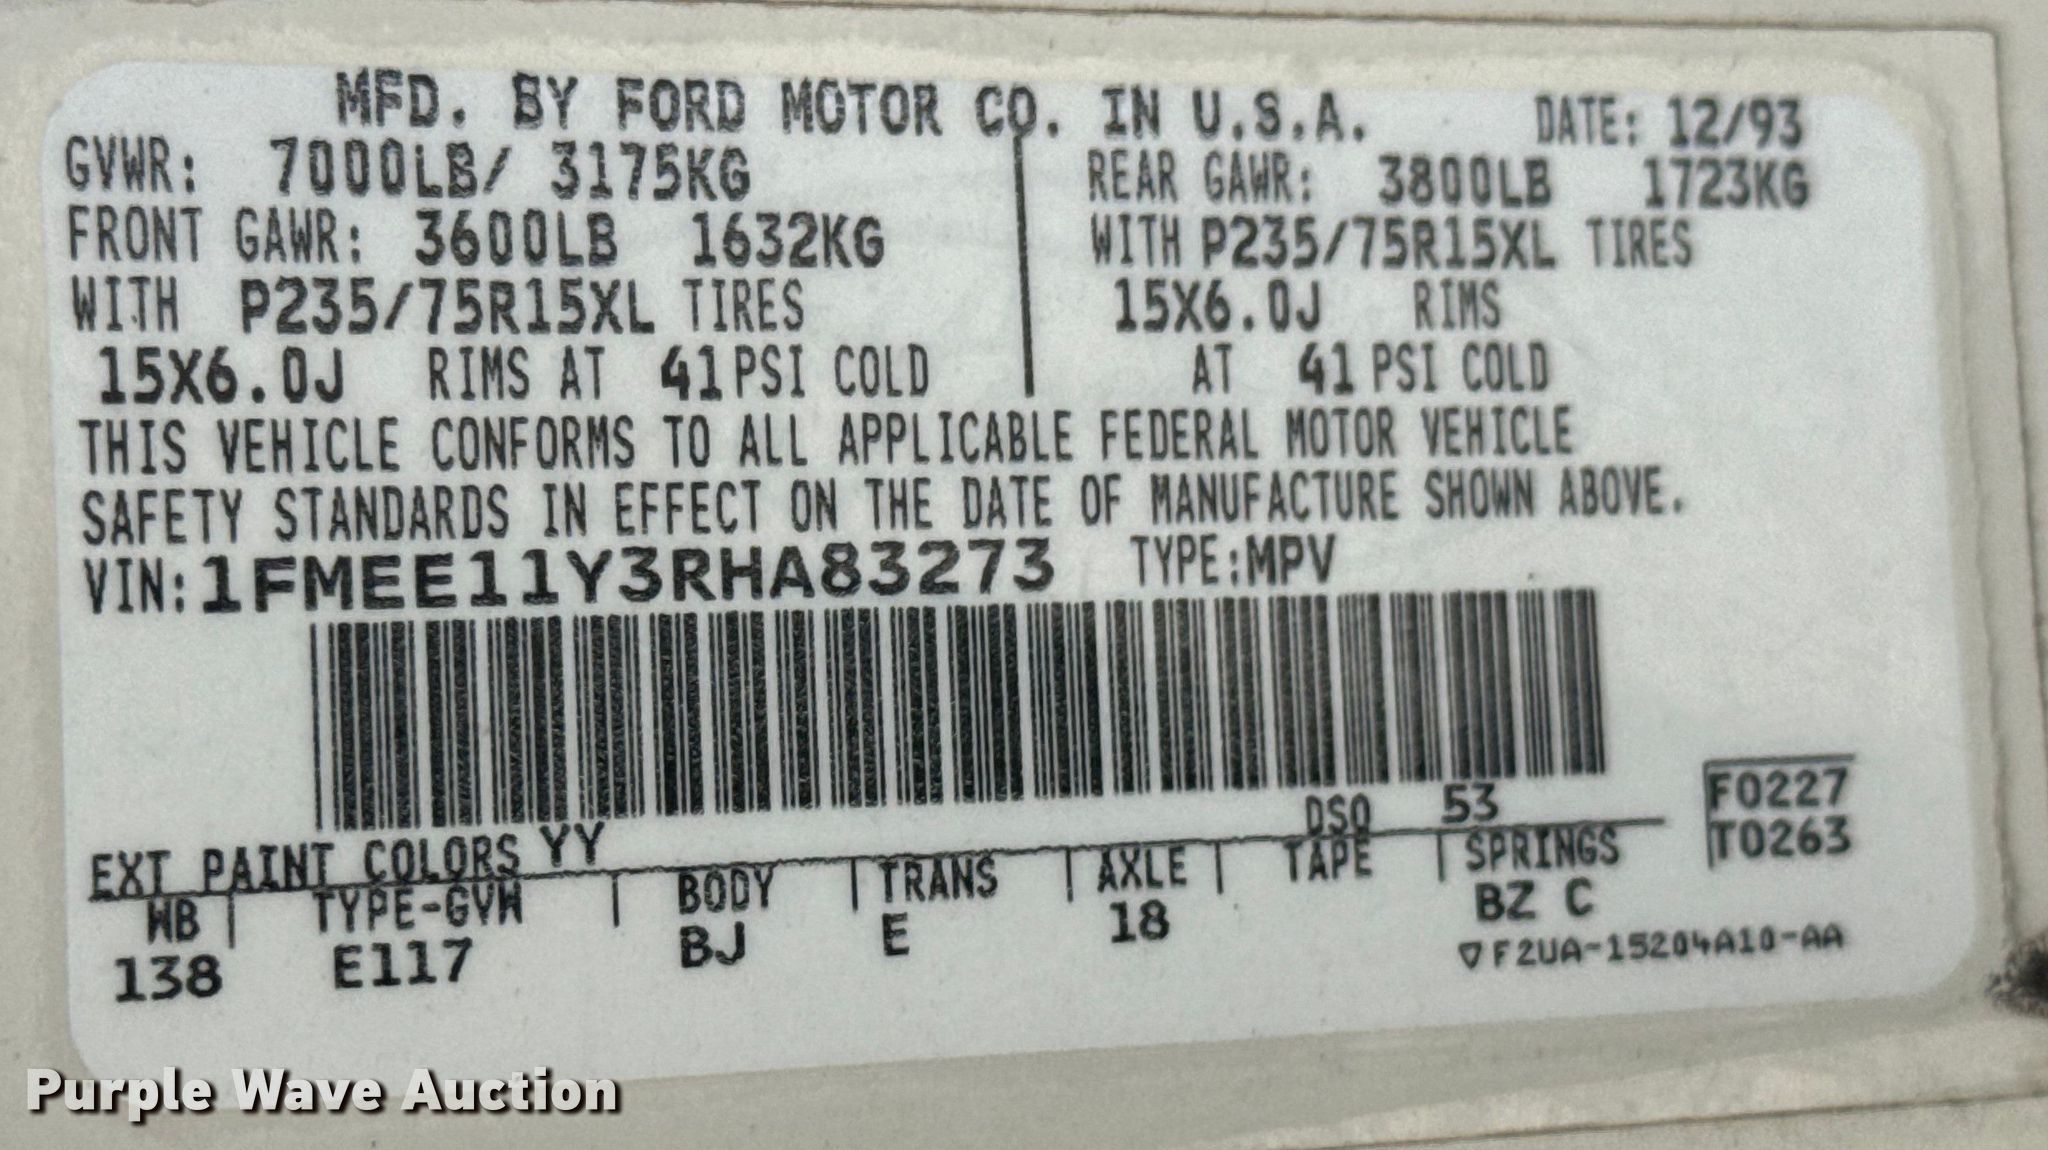 MFD. BY FORD MOTOR CO. IN U.S.A.
DATE: 12/93
GVWR: 7000LB/ 3175KG
FRONT GAWR: 3600LB 1632KG
WITH P235/75R15XL TIRES
15X6.0J RIMS AT 41 PSI COLD
REAR GAWR: 3800LB 1723KG
WITH P235/75R15XL TIRES
15X6.0J RIMS
AT 41 PSI COLD
THIS VEHICLE CONFORMS TO ALL APPLICABLE FEDERAL MOTOR VEHICLE
SAFETY STANDARDS IN EFFECT ON THE DATE OF MANUFACTURE SHOWN ABOVE.
VIN: 1FMEE11Y3RHA83273 TYPE: MPV
DSO 53
F0227
T0263
EXT PAINT COLORS YY
WB | TYPE-GVW | BODY | TRANS | AXLE | TAPE | SPRINGS
138 E117 BJ E 18 BZ C
▽F2UA-15204A10-AA
Purple Wave Auction